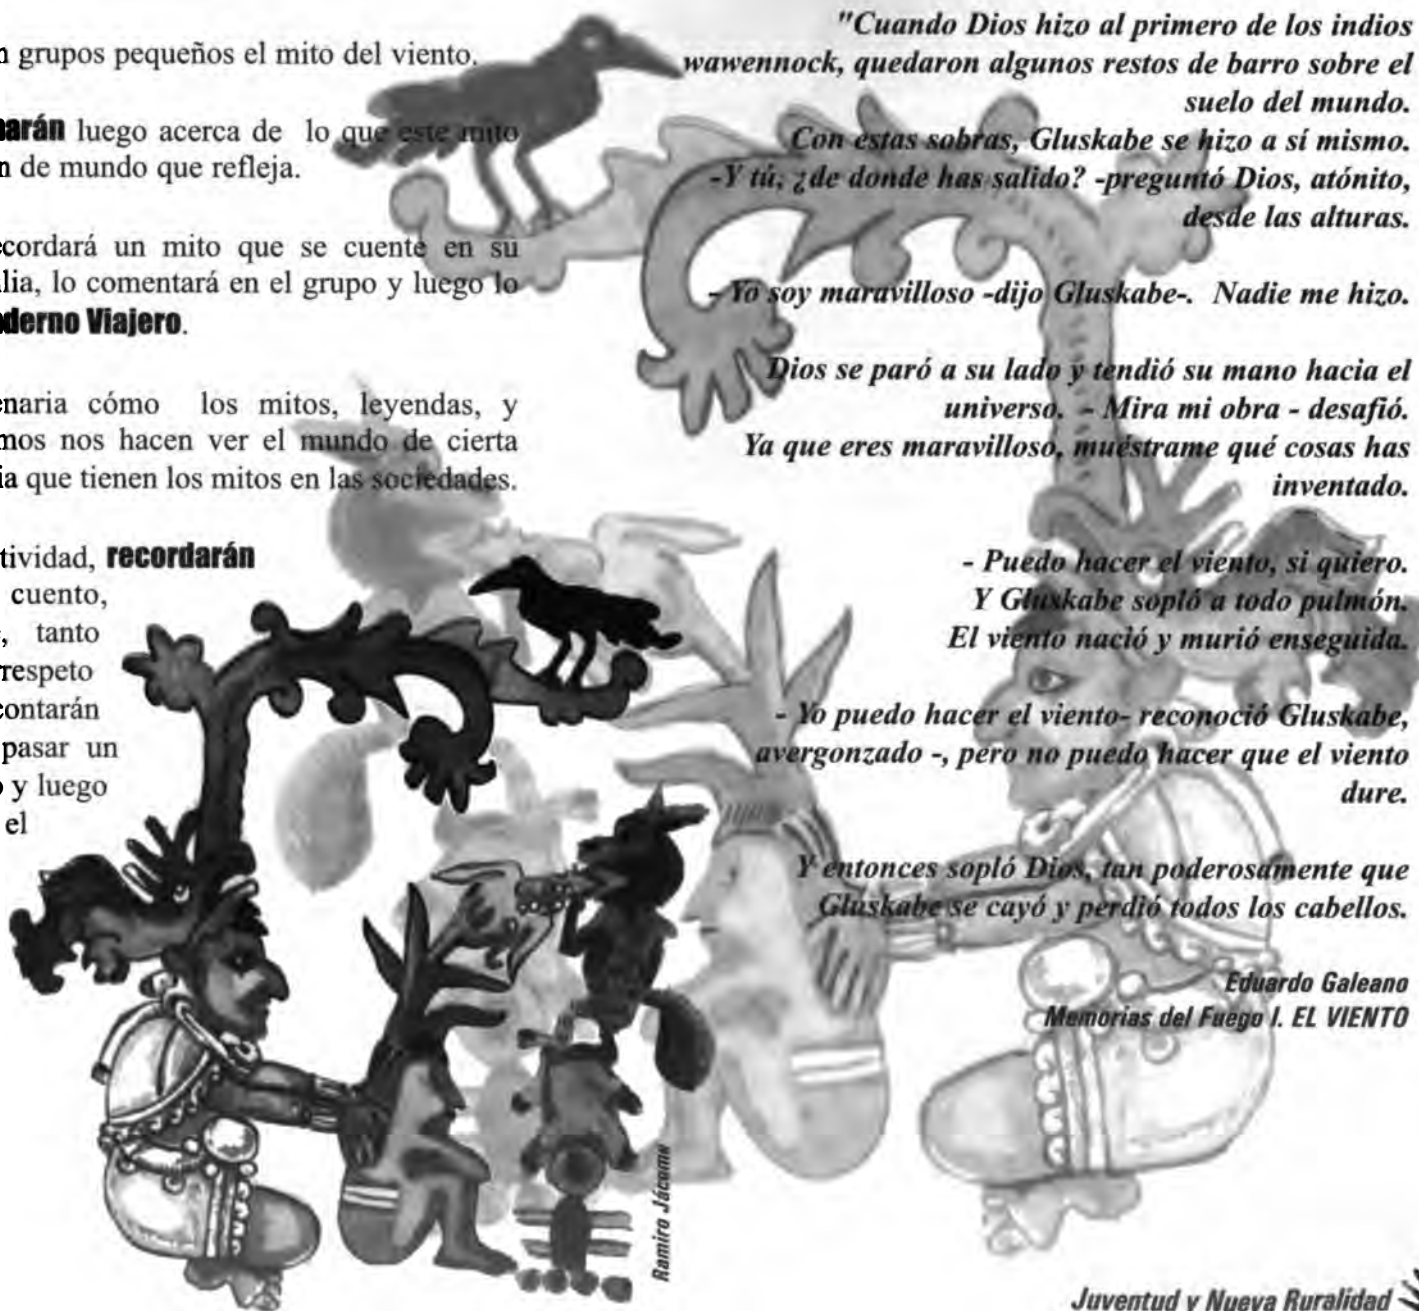 n grupos pequeños el mito del viento.
arán luego acerca de lo que este mito
n de mundo que refleja.
ecordará un mito que se cuente en su
lia, lo comentará en el grupo y luego lo
derno Viajero.
enaria cómo los mitos, leyendas, y
mos nos hacen ver el mundo de cierta
ia que tienen los mitos en las sociedades.
tividad, recordarán
cuento,
, tanto
respeto
contarán
pasar un
o y luego
el
"Cuando Dios hizo al primero de los indios
wawennock, quedaron algunos restos de barro sobre el
suelo del mundo.
Con estas sobras, Gluskabe se hizo a sí mismo.
-Y tú, ¿de donde has salido? -preguntó Dios, atónito,
desde las alturas.
- Yo soy maravilloso -dijo Gluskabe-. Nadie me hizo.
Dios se paró a su lado y tendió su mano hacia el
universo. - Mira mi obra - desafió.
Ya que eres maravilloso, muéstrame qué cosas has
inventado.
- Puedo hacer el viento, si quiero.
Y Gluskabe sopló a todo pulmón.
El viento nació y murió enseguida.
- Yo puedo hacer el viento- reconoció Gluskabe,
avergonzado -, pero no puedo hacer que el viento
dure.
Y entonces sopló Dios, tan poderosamente que
Gluskabe se cayó y perdió todos los cabellos.
Eduardo Galeano
Memorias del Fuego I. EL VIENTO
Ramiro Jácome
Juventud y Nueva Ruralidad